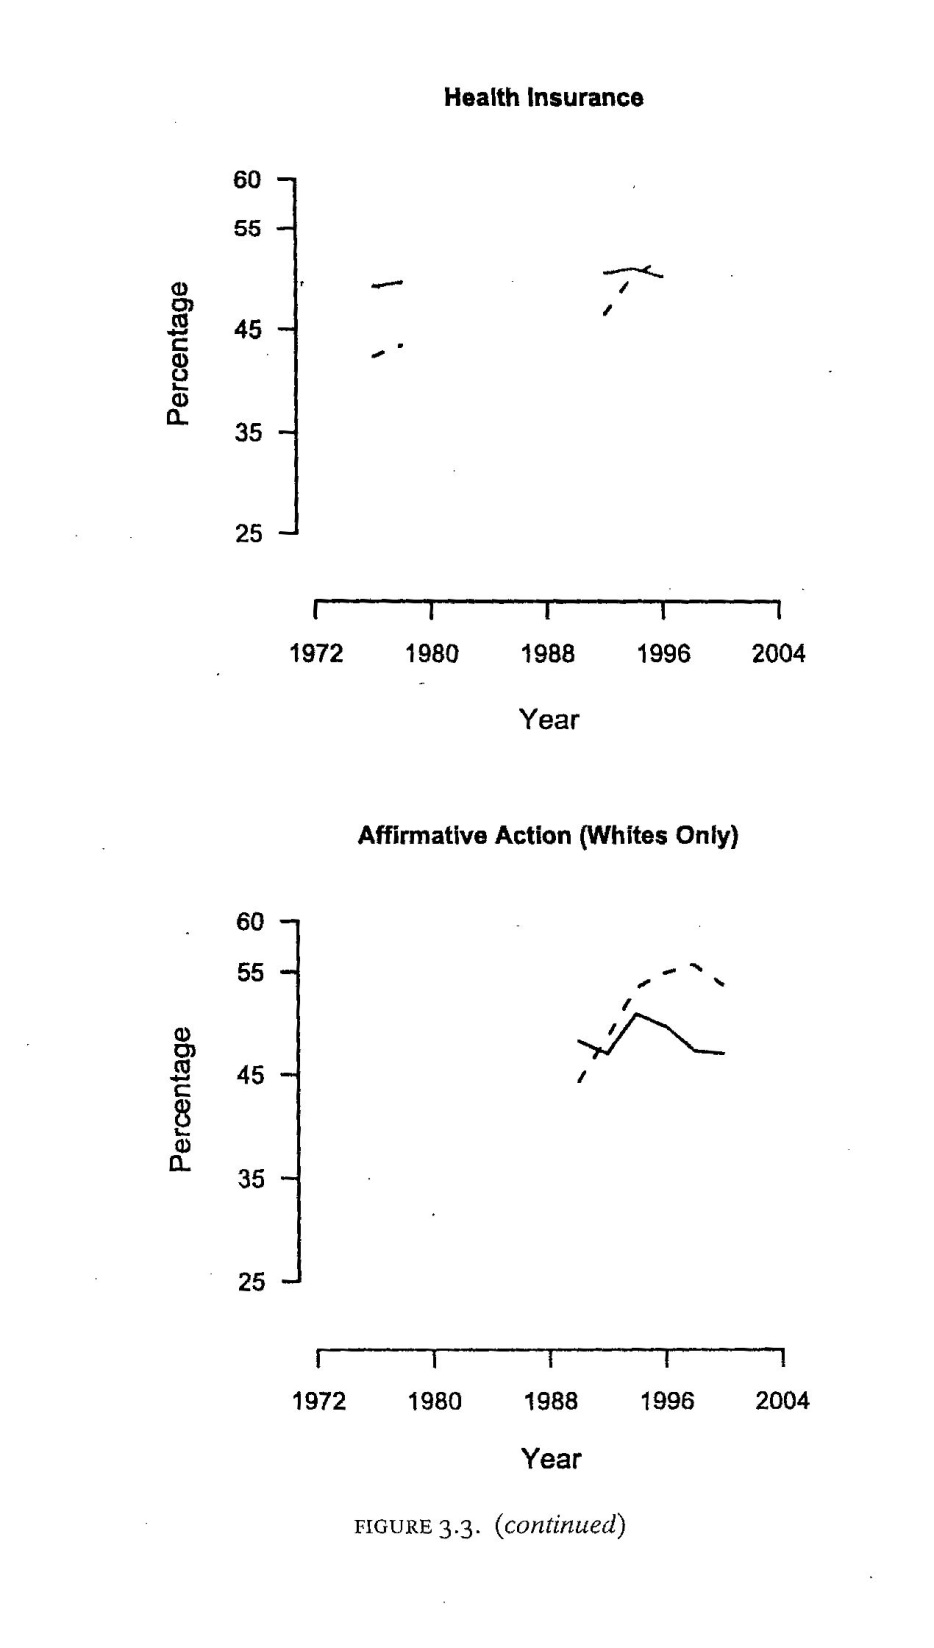 Health Insurance
60
55
45
35
25
Percentage
1972 1980 1988 1996 2004
Year
Affirmative Action (Whites Only)
60
55
45
35
25
Percentage
1972 1980 1988 1996 2004
Year
FIGURE 3.3. (continued)